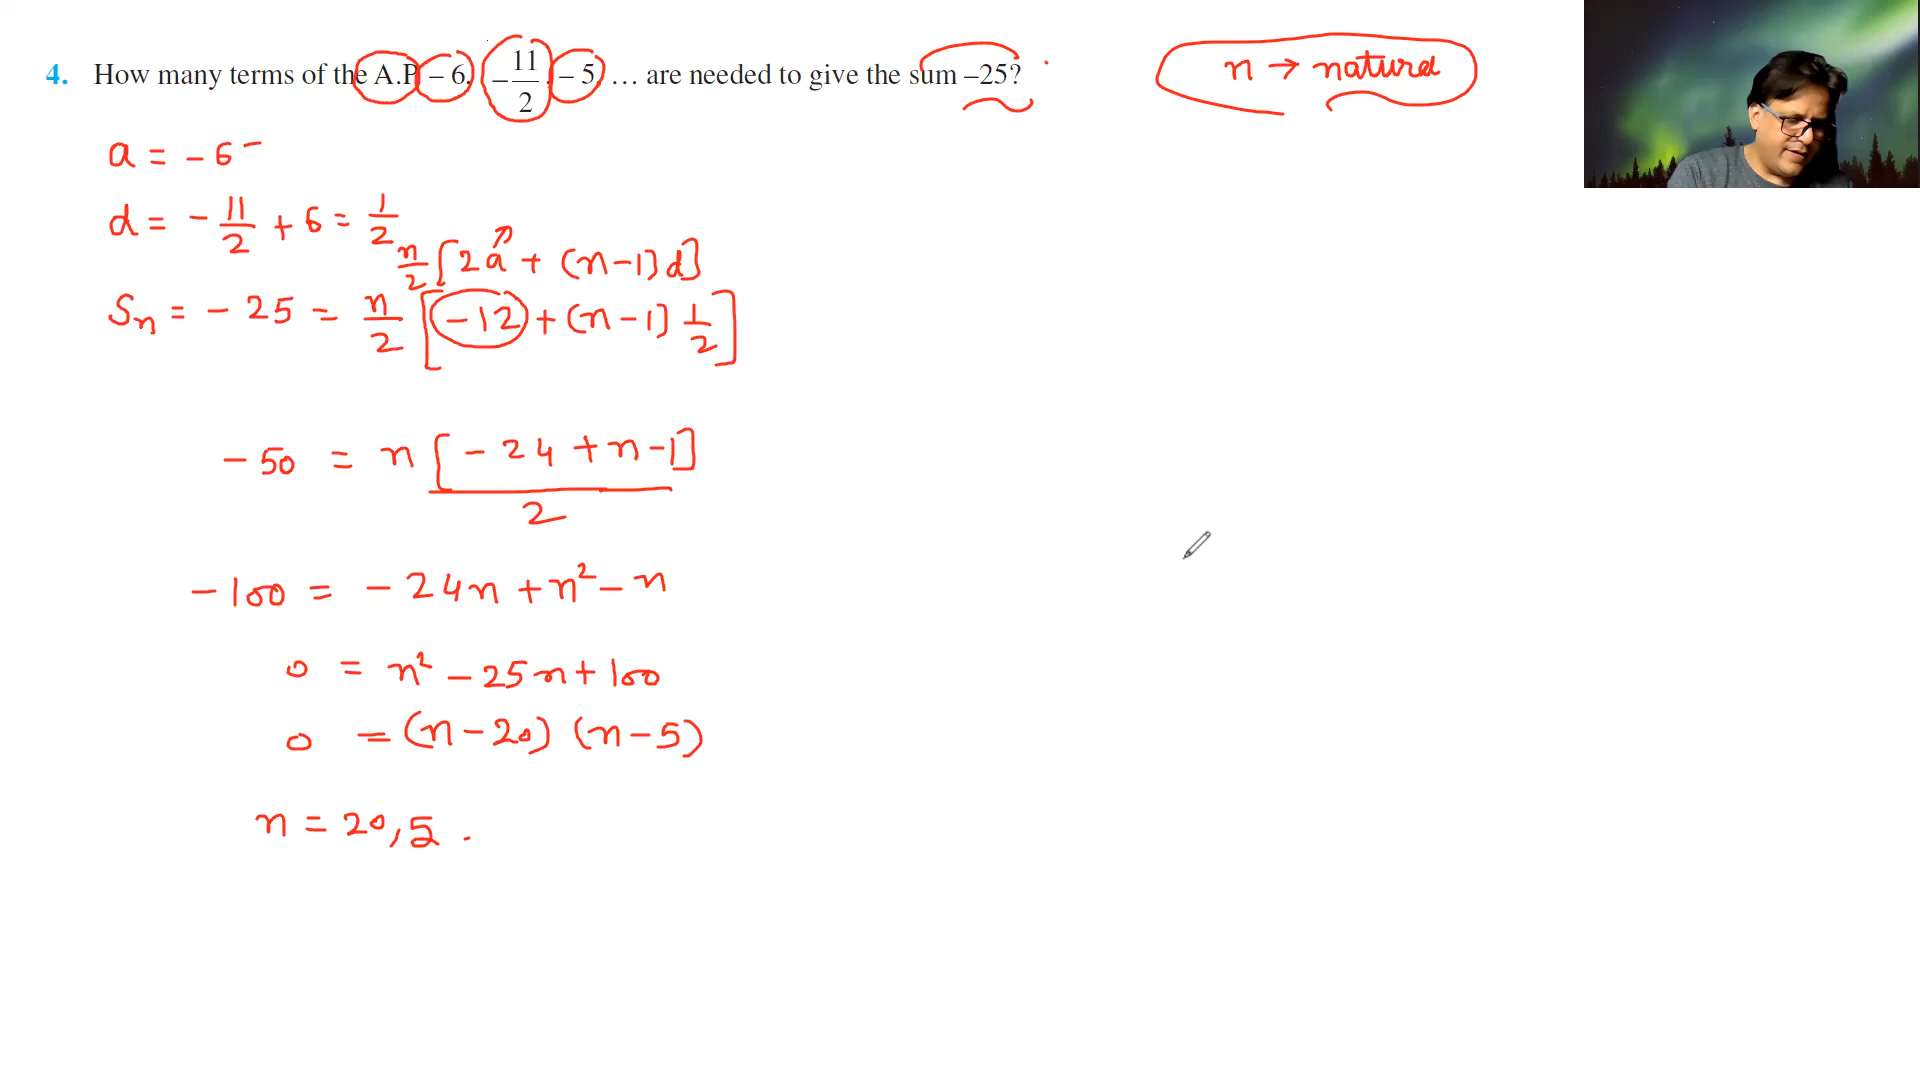 4. How many terms of the A.P. – 6, –11/2, – 5, … are needed to give the sum –25?
n → natural
a = - 6 -
d = - 11/2 + 6 = 1/2
n/2 [2a + (n-1)d]
Sn = - 25 = n/2 [-12 + (n-1) 1/2]
- 50 = n [-24 + n-1]/2
- 100 = - 24n + n² - n
0 = n² - 25n + 100
0 = (n-20) (n-5)
n = 20, 5 .